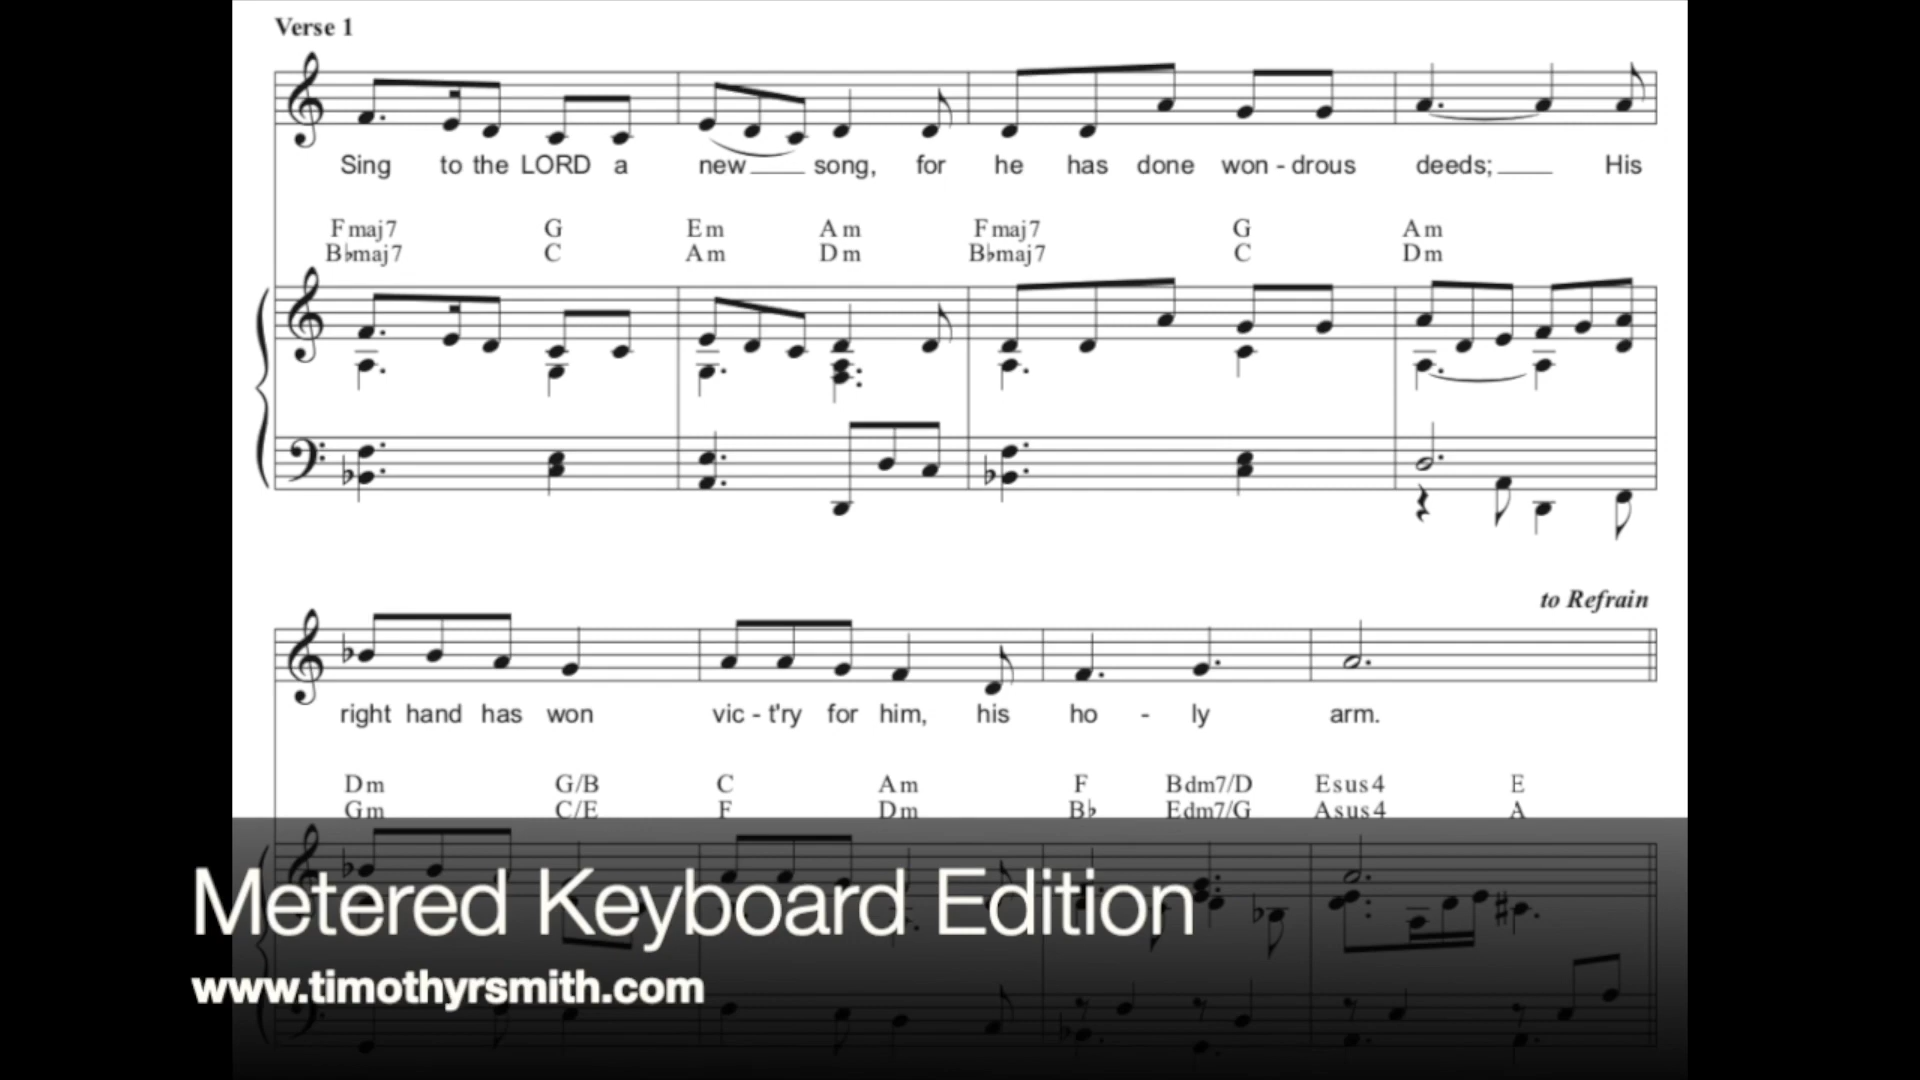 Verse 1
Sing to the LORD a new song, for he has done won - drous deeds; His
Fmaj7 G Em Am Fmaj7 G Am
B♭maj7 C Am Dm B♭maj7 C Dm
to Refrain
right hand has won vic - t'ry for him, his ho - ly arm.
Dm G/B C Am F Bdm7/D Esus4 E
Gm C/E F Dm B♭ Edm7/G Asus4 A
Metered Keyboard Edition
www.timothyrsmith.com